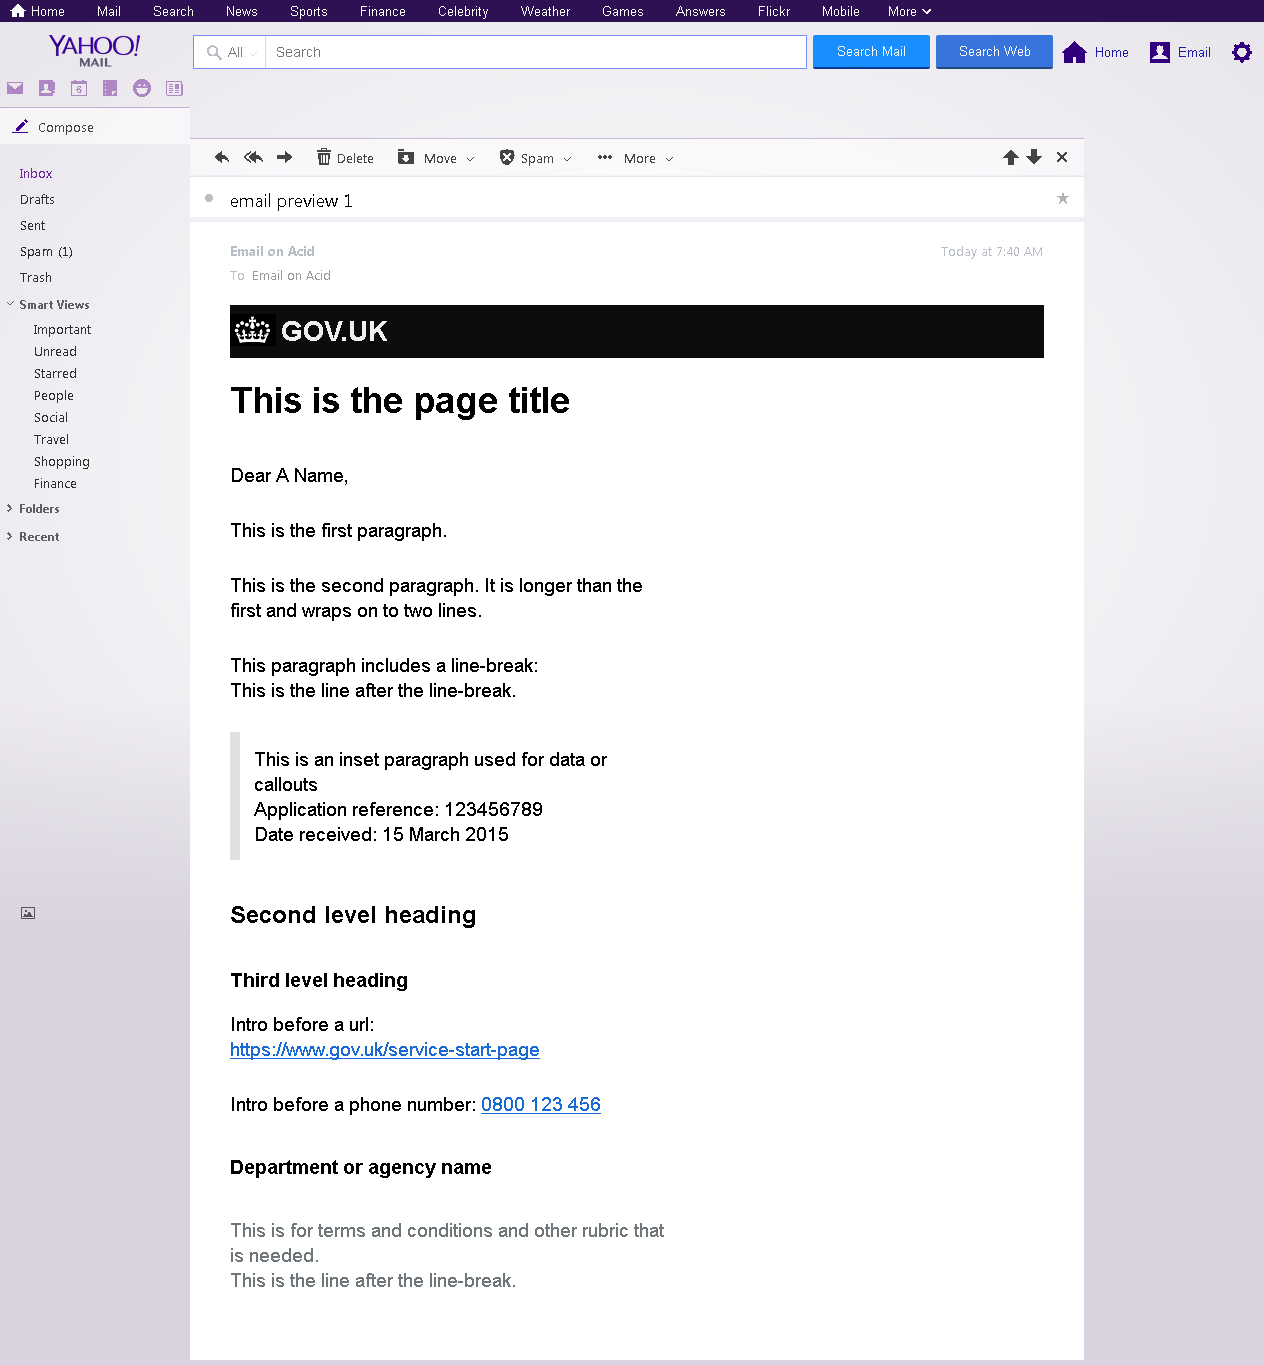 Home Mail Search News Sports Finance Celebrity Weather Games Answers Flickr Mobile More
YAHOO!
MAIL
All Search Search Mail Search Web Home Email
6
Compose
Inbox
Drafts
Sent
Spam (1)
Trash
Smart Views
Important
Unread
Starred
People
Social
Travel
Shopping
Finance
Folders
Recent
Delete Move Spam More
email preview 1
Email on Acid Today at 7:40 AM
To Email on Acid
GOV.UK
This is the page title
Dear A Name,
This is the first paragraph.
This is the second paragraph. It is longer than the
first and wraps on to two lines.
This paragraph includes a line-break:
This is the line after the line-break.
This is an inset paragraph used for data or
callouts
Application reference: 123456789
Date received: 15 March 2015
Second level heading
Third level heading
Intro before a url:
https://www.gov.uk/service-start-page
Intro before a phone number: 0800 123 456
Department or agency name
This is for terms and conditions and other rubric that
is needed.
This is the line after the line-break.